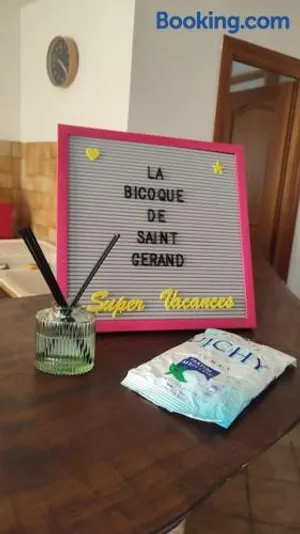 Booking.com
LA
BICOQUE
DE
SAINT
GERAND
Super Vacances
VICHY